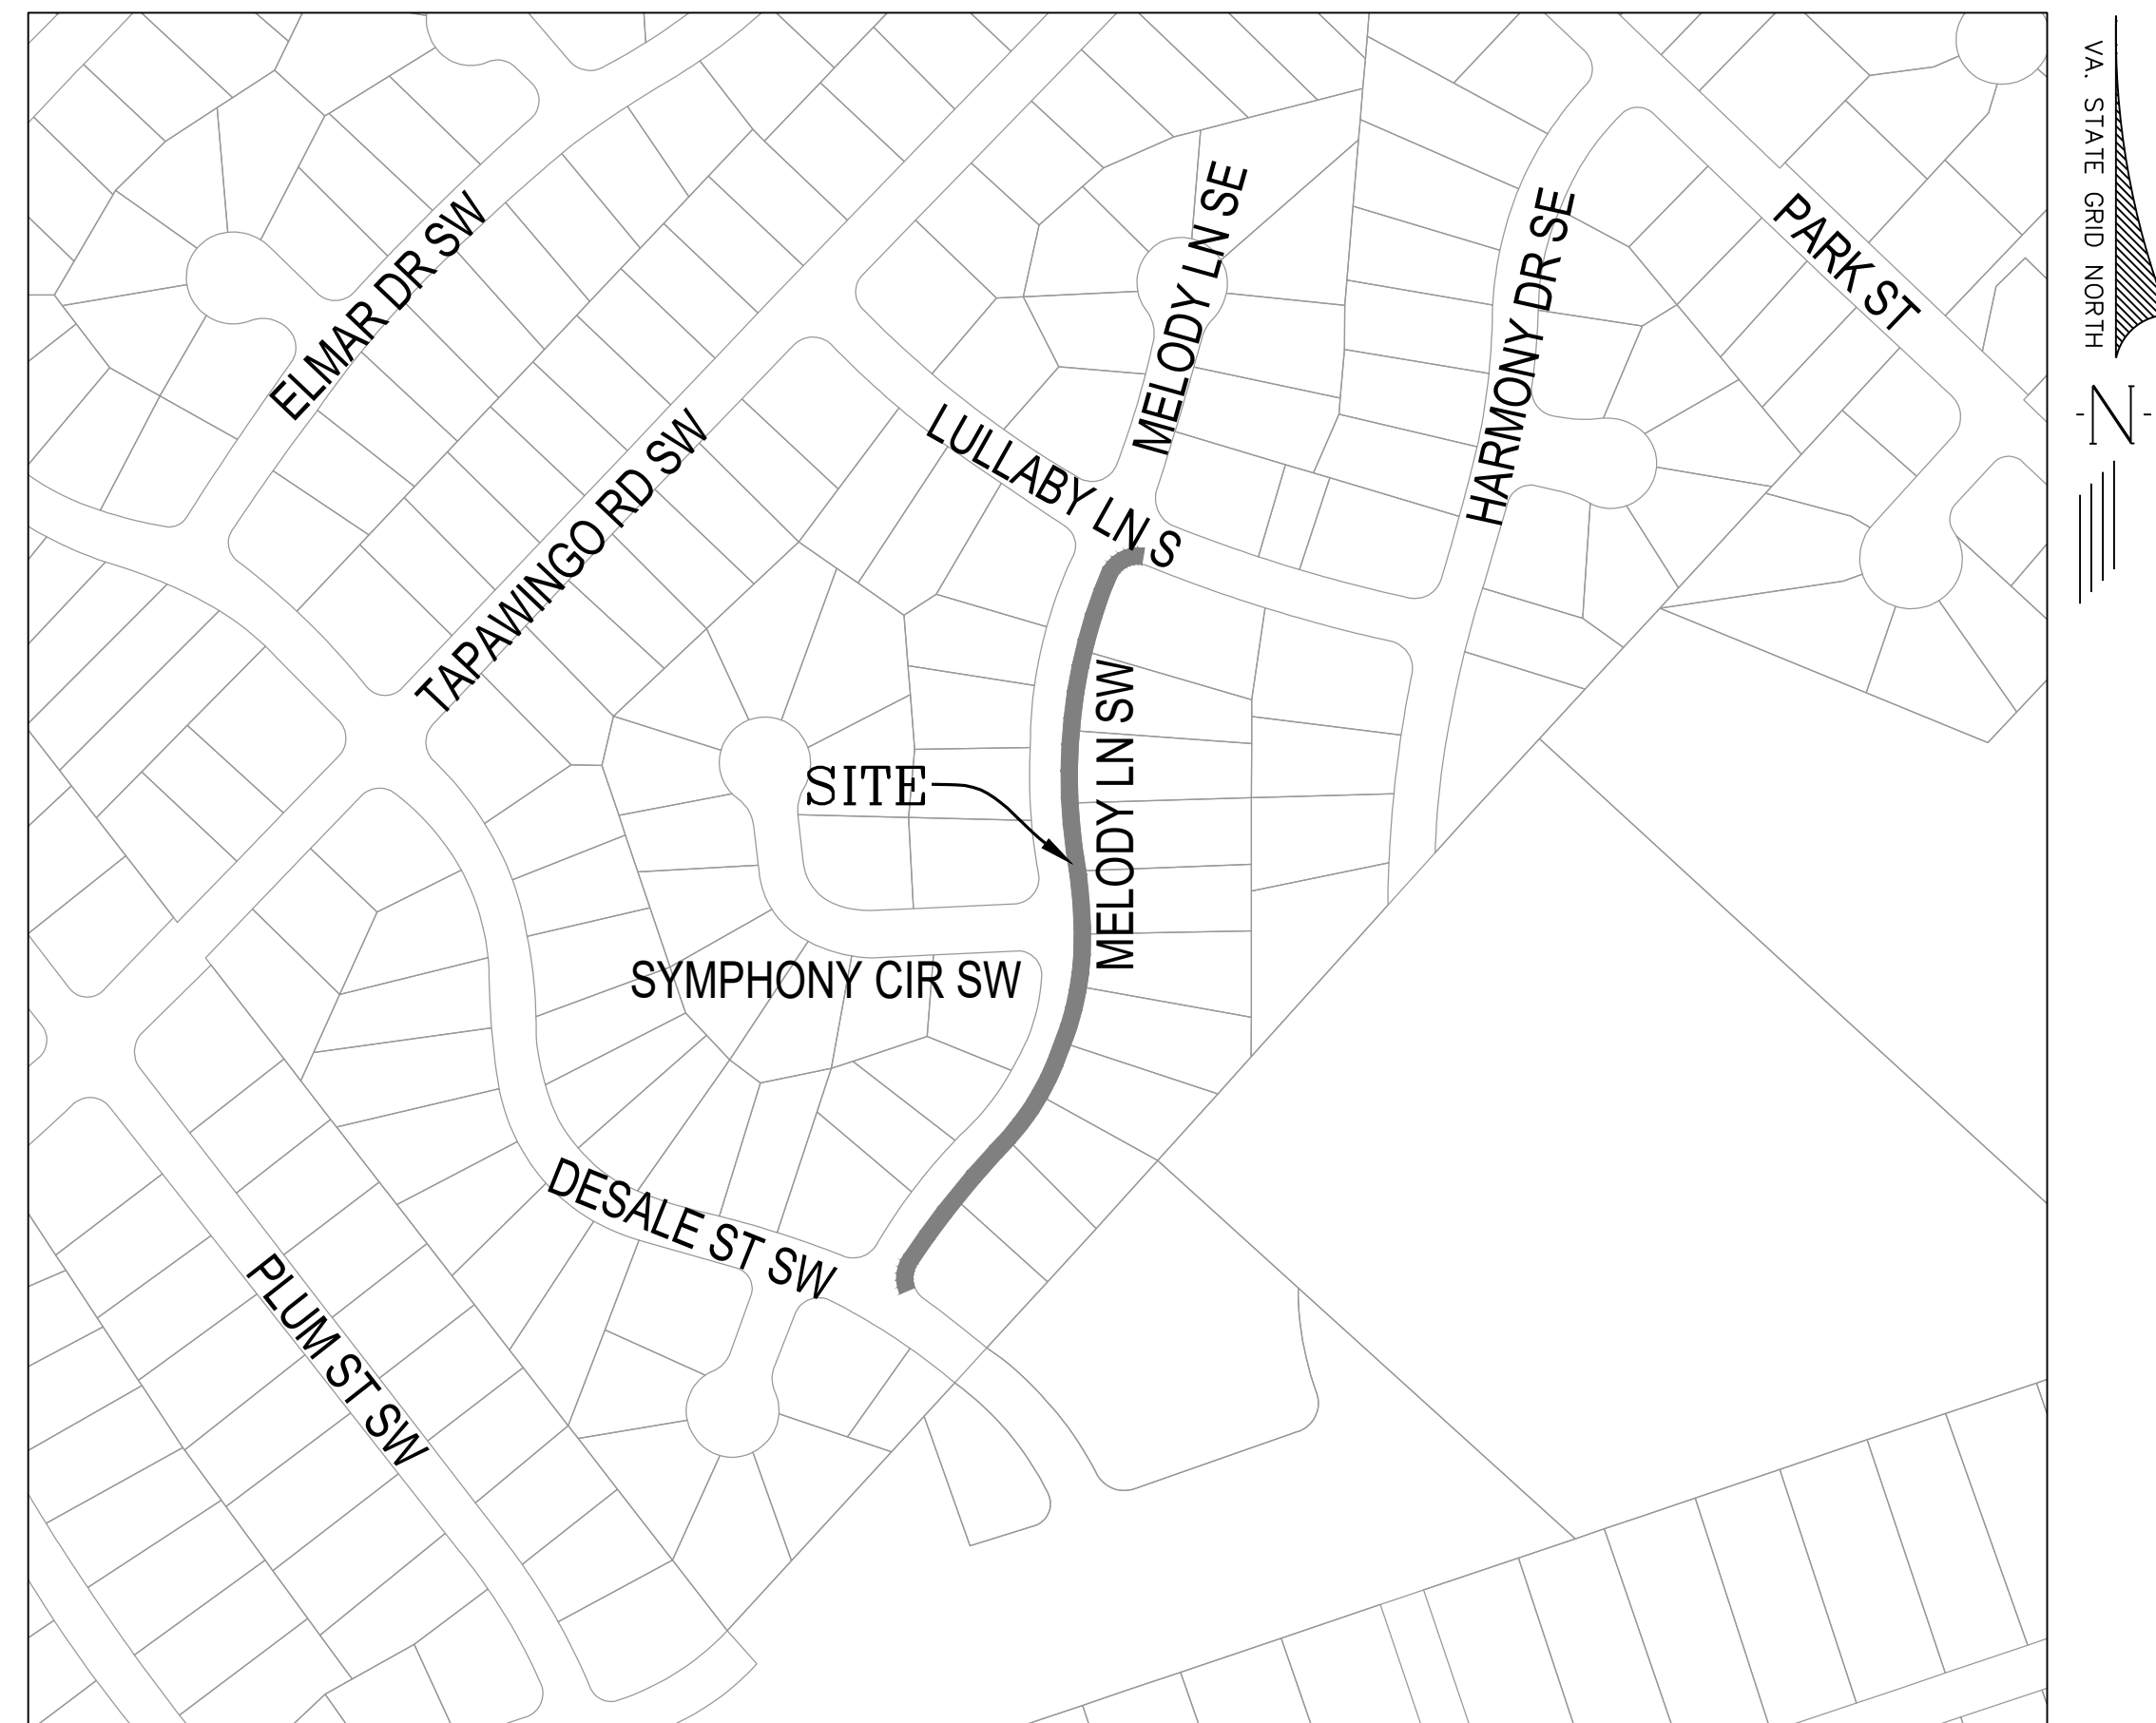 ELMAR DR SW
TAPAWINGO RD SW
LULLABY LN S
MELODY LN SE
HARMONY DR SE
PARK ST
VA. STATE GRID NORTH
N
SITE
MELODY LN SW
SYMPHONY CIR SW
DESALE ST SW
PLUM ST SW